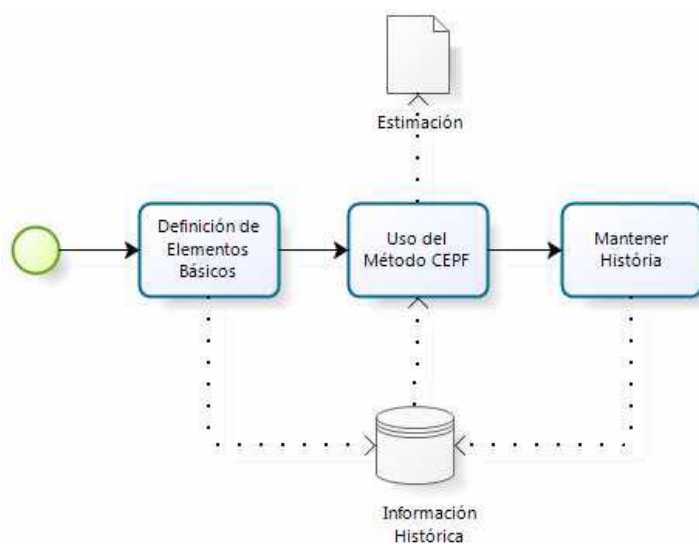 Estimación
Definición de
Elementos
Básicos
Uso del
Método CEPF
Mantener
História
Información
Histórica